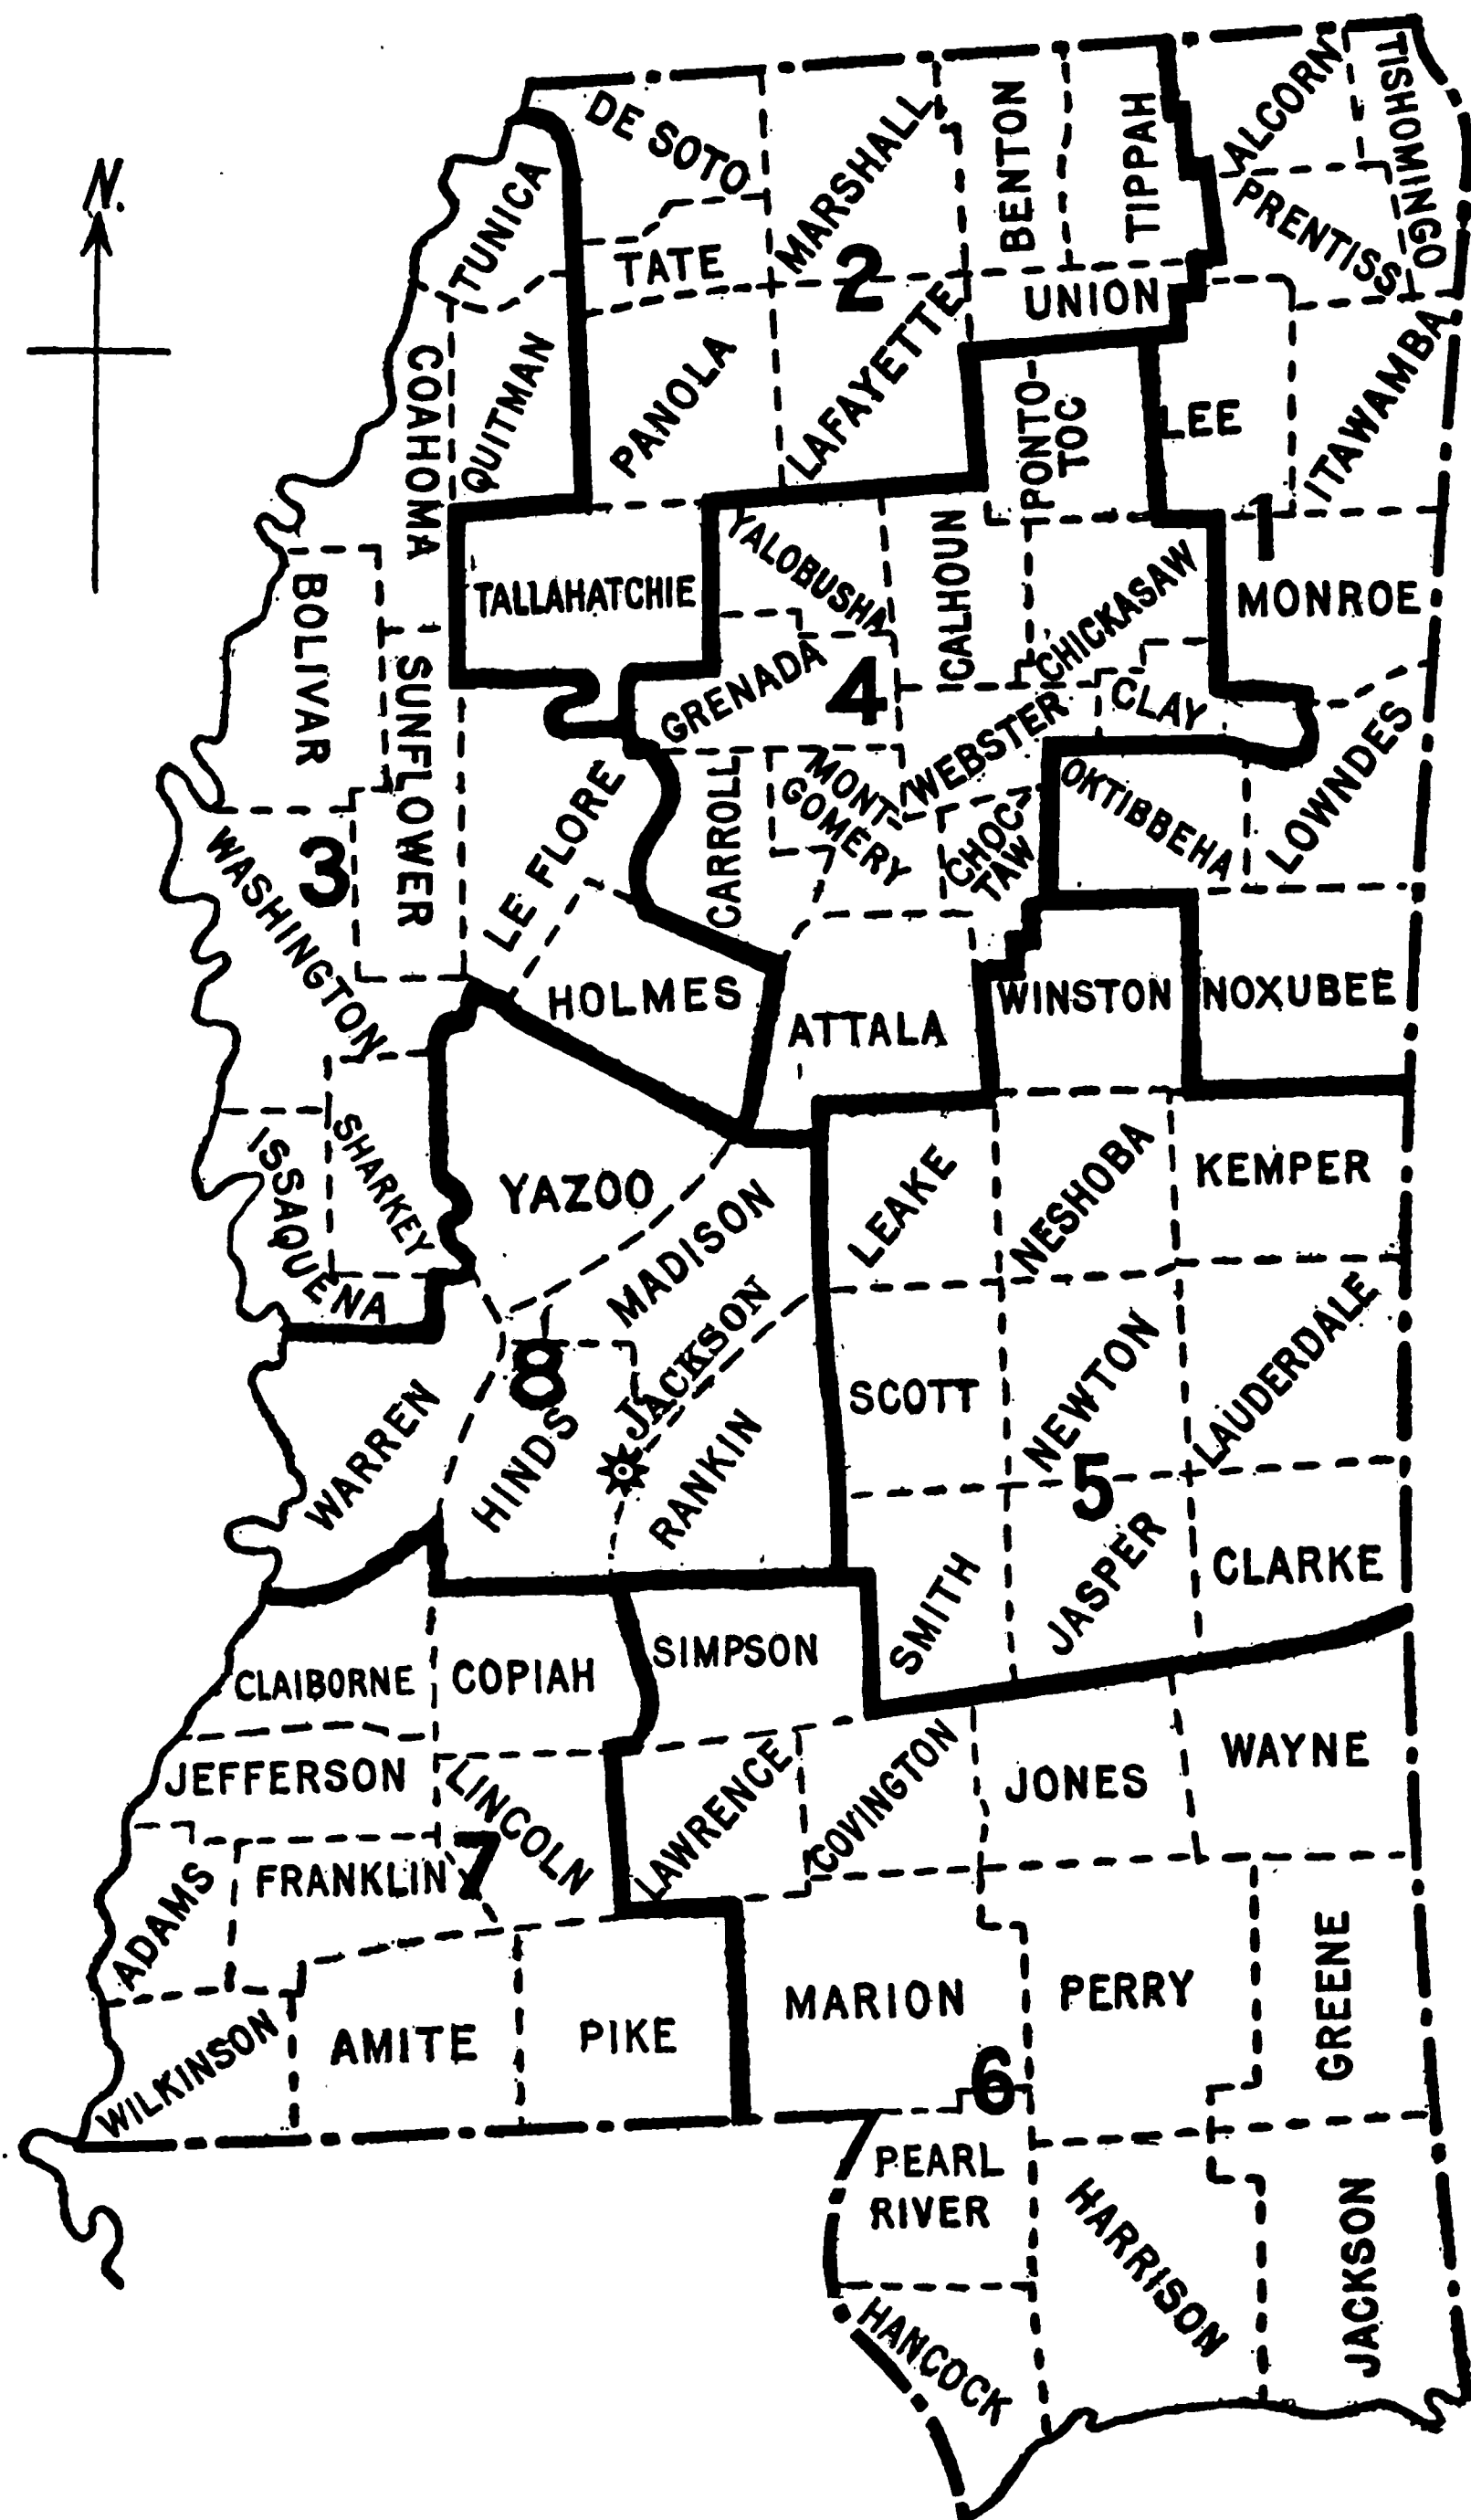 N.
DE SOTO
MARSHALL
BENTON
TIPPAH
ALCORN
TISHOMINGO
PRENTISS
TUNICA
TATE
2
UNION
COAHOMA
QUITMAN
PANOLA
LAFAYETTE
PONTO-
TOC
LEE
ITAWAMBA
1
BOLIVAR
SUNFLOWER
TALLAHATCHIE
YALOBUSHA
CALHOUN
CHICKASAW
MONROE
GRENADA
4
CLAY
WEBSTER
LE FLORE
CARROLL
MONT-
GOMERY
CHOC-
TAW
OKTIBBEHA
LOWNDES
3
WASHINGTON
HOLMES
ATTALA
WINSTON
NOXUBEE
ISSAQUENA
SHARKEY
YAZOO
MADISON
LEAKE
NESHOBA
KEMPER
8
JACKSON
WARREN
HINDS
RANKIN
SCOTT
NEWTON
LAUDERDALE
5
SMITH
JASPER
CLARKE
CLAIBORNE
COPIAH
SIMPSON
JEFFERSON
LINCOLN
LAWRENCE
COVINGTON
JONES
WAYNE
ADAMS
FRANKLIN
7
MARION
PERRY
GREENE
WILKINSON
AMITE
PIKE
6
PEARL
RIVER
HARRISON
JACKSON
HANCOCK